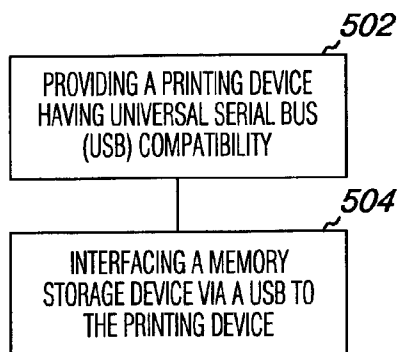 502
PROVIDING A PRINTING DEVICE
HAVING UNIVERSAL SERIAL BUS
(USB) COMPATIBILITY
504
INTERFACING A MEMORY
STORAGE DEVICE VIA A USB TO
THE PRINTING DEVICE